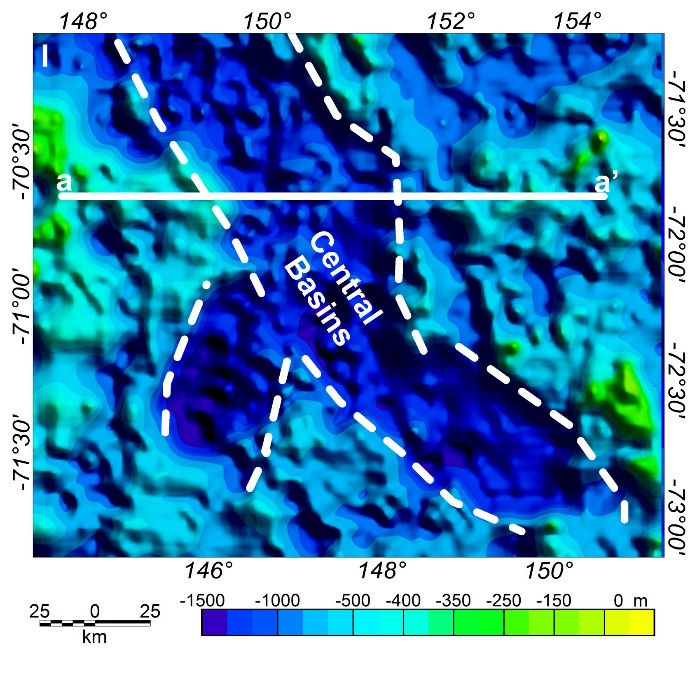 148° 150° 152° 154°
I
-71°30'
-70°30'
a a'
-72°00'
Central
Basins
-71°00'
-72°30'
-71°30'
-73°00'
146° 148° 150°
-1500 -1000 -500 -400 -350 -250 -150 0 m
25 0 25
km